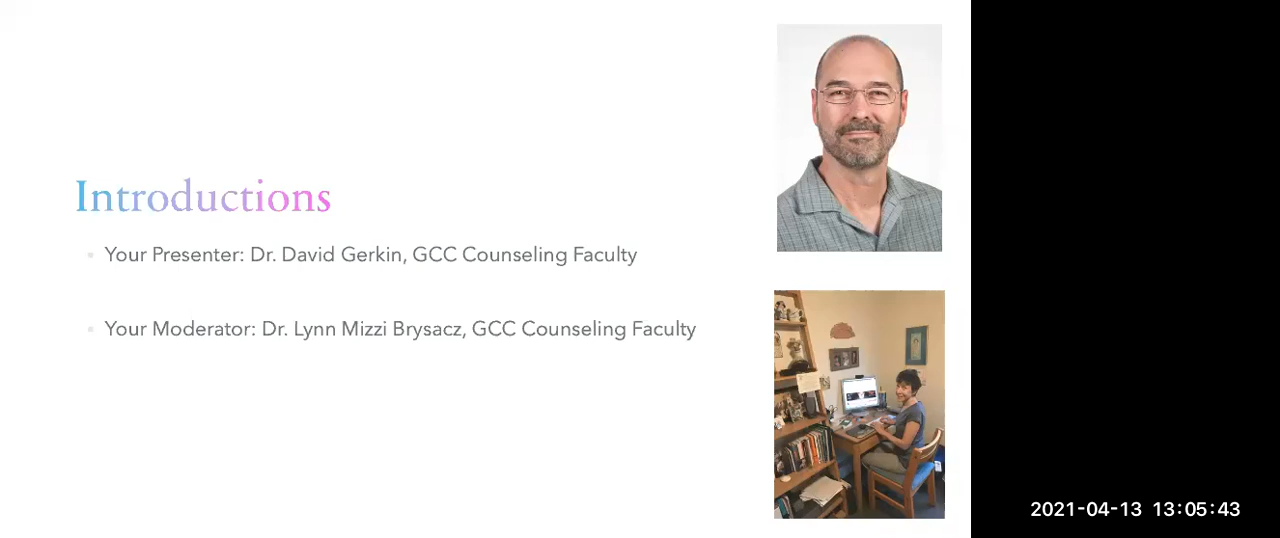 Introductions
Your Presenter: Dr. David Gerkin, GCC Counseling Faculty
Your Moderator: Dr. Lynn Mizzi Brysacz, GCC Counseling Faculty
2021-04-13 13:05:43